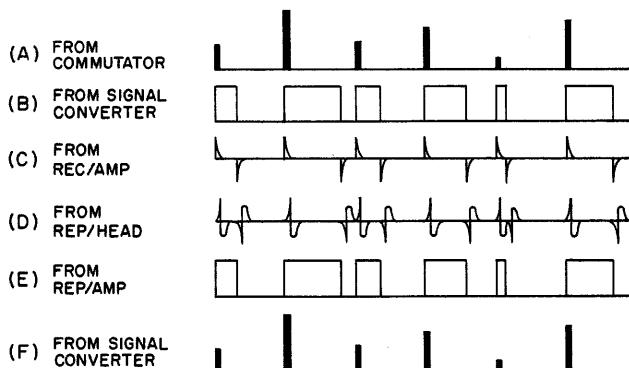 (A) FROM
COMMUTATOR
(B) FROM SIGNAL
CONVERTER
(C) FROM
REC/AMP
(D) FROM
REP/HEAD
(E) FROM
REP/AMP
(F) FROM SIGNAL
CONVERTER